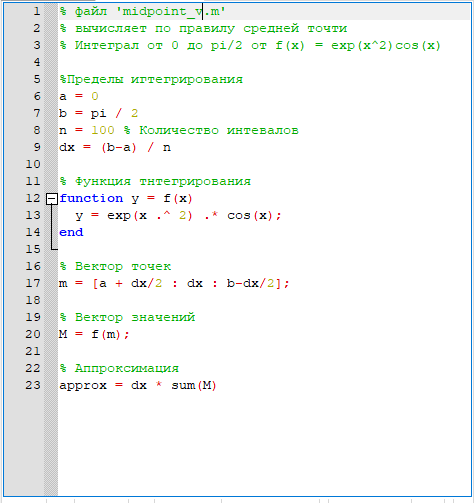 1 % файл 'midpoint_v.m'
2 % вычисляет по правилу средней точти
3 % Интеграл от 0 до pi/2 от f(x) = exp(x^2)cos(x)
4
5 %Пределы игтегрирования
6 a = 0
7 b = pi / 2
8 n = 100 % Количество интевалов
9 dx = (b-a) / n
10
11 % Функция тнтегрирования
12 function y = f(x)
13 y = exp(x .^ 2) .* cos(x);
14 end
15
16 % Вектор точек
17 m = [a + dx/2 : dx : b-dx/2];
18
19 % Вектор значений
20 M = f(m);
21
22 % Аппроксимация
23 approx = dx * sum(M)